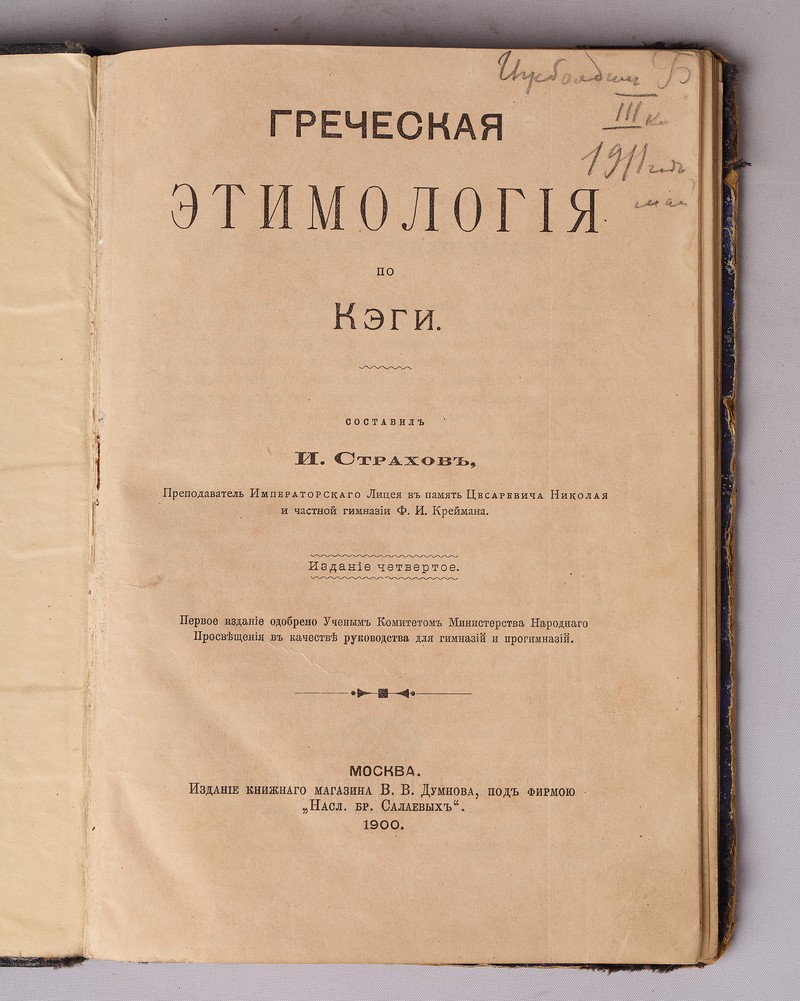 III к.
1911 годъ
май
ГРЕЧЕСКАЯ
ЭТИМОЛОГІЯ
ПО
КЭГИ.
СОСТАВИЛЪ
И. СТРАХОВЪ,
Преподаватель ИМПЕРАТОРСКАГО Лицея въ память ЦЕСАРЕВИЧА НИКОЛАЯ
и частной гимназіи Ф. И. Креймана.
Изданіе четвертое.
Первое изданіе одобрено Ученымъ Комитетомъ Министерства Народнаго
Просвѣщенія въ качествѣ руководства для гимназій и прогимназій.
МОСКВА.
ИЗДАНІЕ КНИЖНАГО МАГАЗИНА В. В. ДУМНОВА, ПОДЪ ФИРМОЮ
„НАСЛ. БР. САЛАЕВЫХЪ“.
1900.